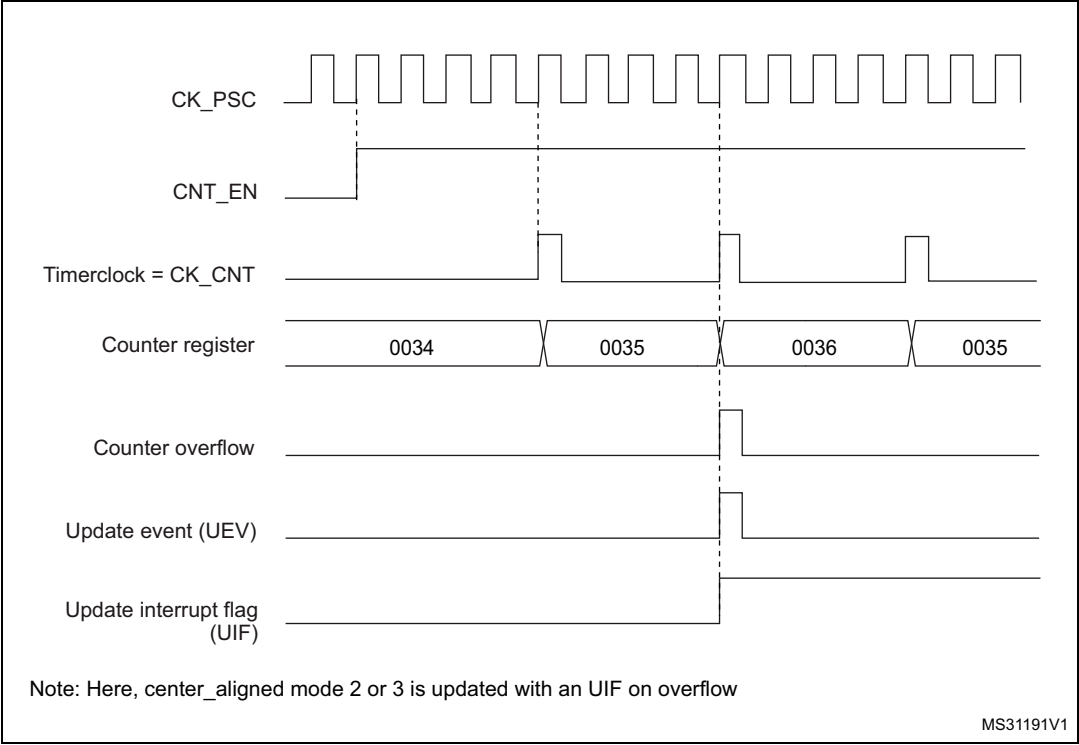 CK_PSC
CNT_EN
Timerclock = CK_CNT
Counter register
0034
0035
0036
0035
Counter overflow
Update event (UEV)
Update interrupt flag
(UIF)
Note: Here, center_aligned mode 2 or 3 is updated with an UIF on overflow
MS31191V1